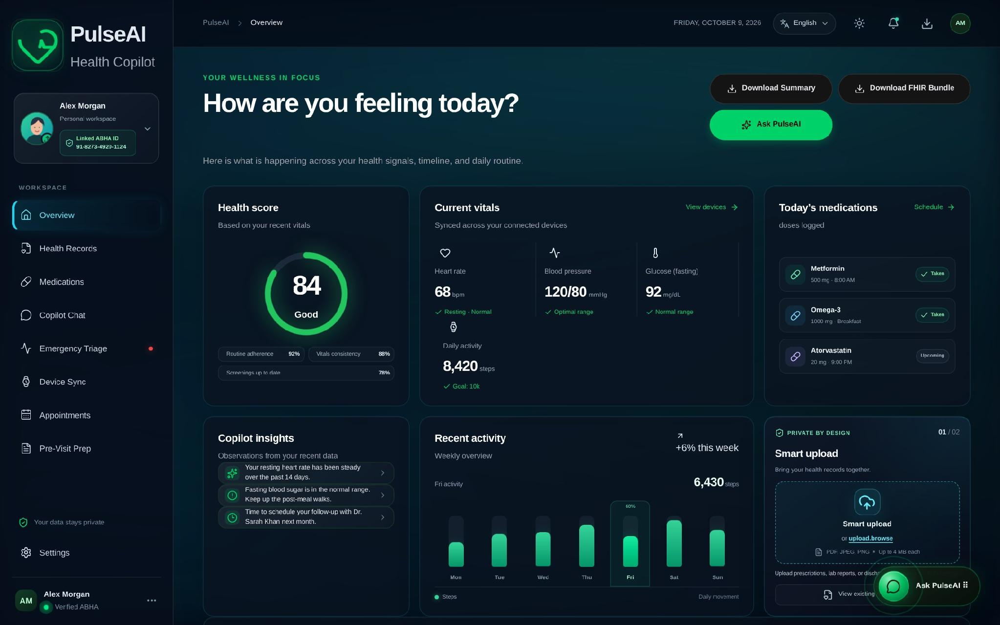 PulseAI
Health Copilot
Alex Morgan
Personal workspace
Linked ABHA ID
91-8273-4920-1124
WORKSPACE
Overview
Health Records
Medications
Copilot Chat
Emergency Triage
Device Sync
Appointments
Pre-Visit Prep
Your data stays private
Settings
AM
Alex Morgan
Verified ABHA
PulseAI > Overview
FRIDAY, OCTOBER 9, 2026
English
AM
YOUR WELLNESS IN FOCUS
How are you feeling today?
Download Summary
Download FHIR Bundle
Ask PulseAI
Here is what is happening across your health signals, timeline, and daily routine.
Health score
Based on your recent vitals
84
Good
Routine adherence 92%
Vitals consistency 88%
Screenings up to date 78%
Current vitals
View devices
Synced across your connected devices
Heart rate
68 bpm
Resting · Normal
Blood pressure
120/80 mmHg
Optimal range
Glucose (fasting)
92 mg/dL
Normal range
Daily activity
8,420 steps
Goal: 10k
Today's medications
Schedule
doses logged
Metformin
500 mg · 8:00 AM
Taken
Omega-3
1000 mg · Breakfast
Taken
Atorvastatin
20 mg · 9:00 PM
Upcoming
Copilot insights
Observations from your recent data
Your resting heart rate has been steady
over the past 14 days.
Fasting blood sugar is in the normal range.
Keep up the post-meal walks.
Time to schedule your follow-up with Dr.
Sarah Khan next month.
Recent activity
+6% this week
Weekly overview
Fri activity
6,430 steps
60%
Mon Tue Wed Thu Fri Sat Sun
Steps
Daily movement
PRIVATE BY DESIGN
01 / 02
Smart upload
Bring your health records together.
Smart upload
or upload.browse
PDF, JPEG, PNG • Up to 4 MB each
Upload prescriptions, lab reports, or
View existing
Ask PulseAI